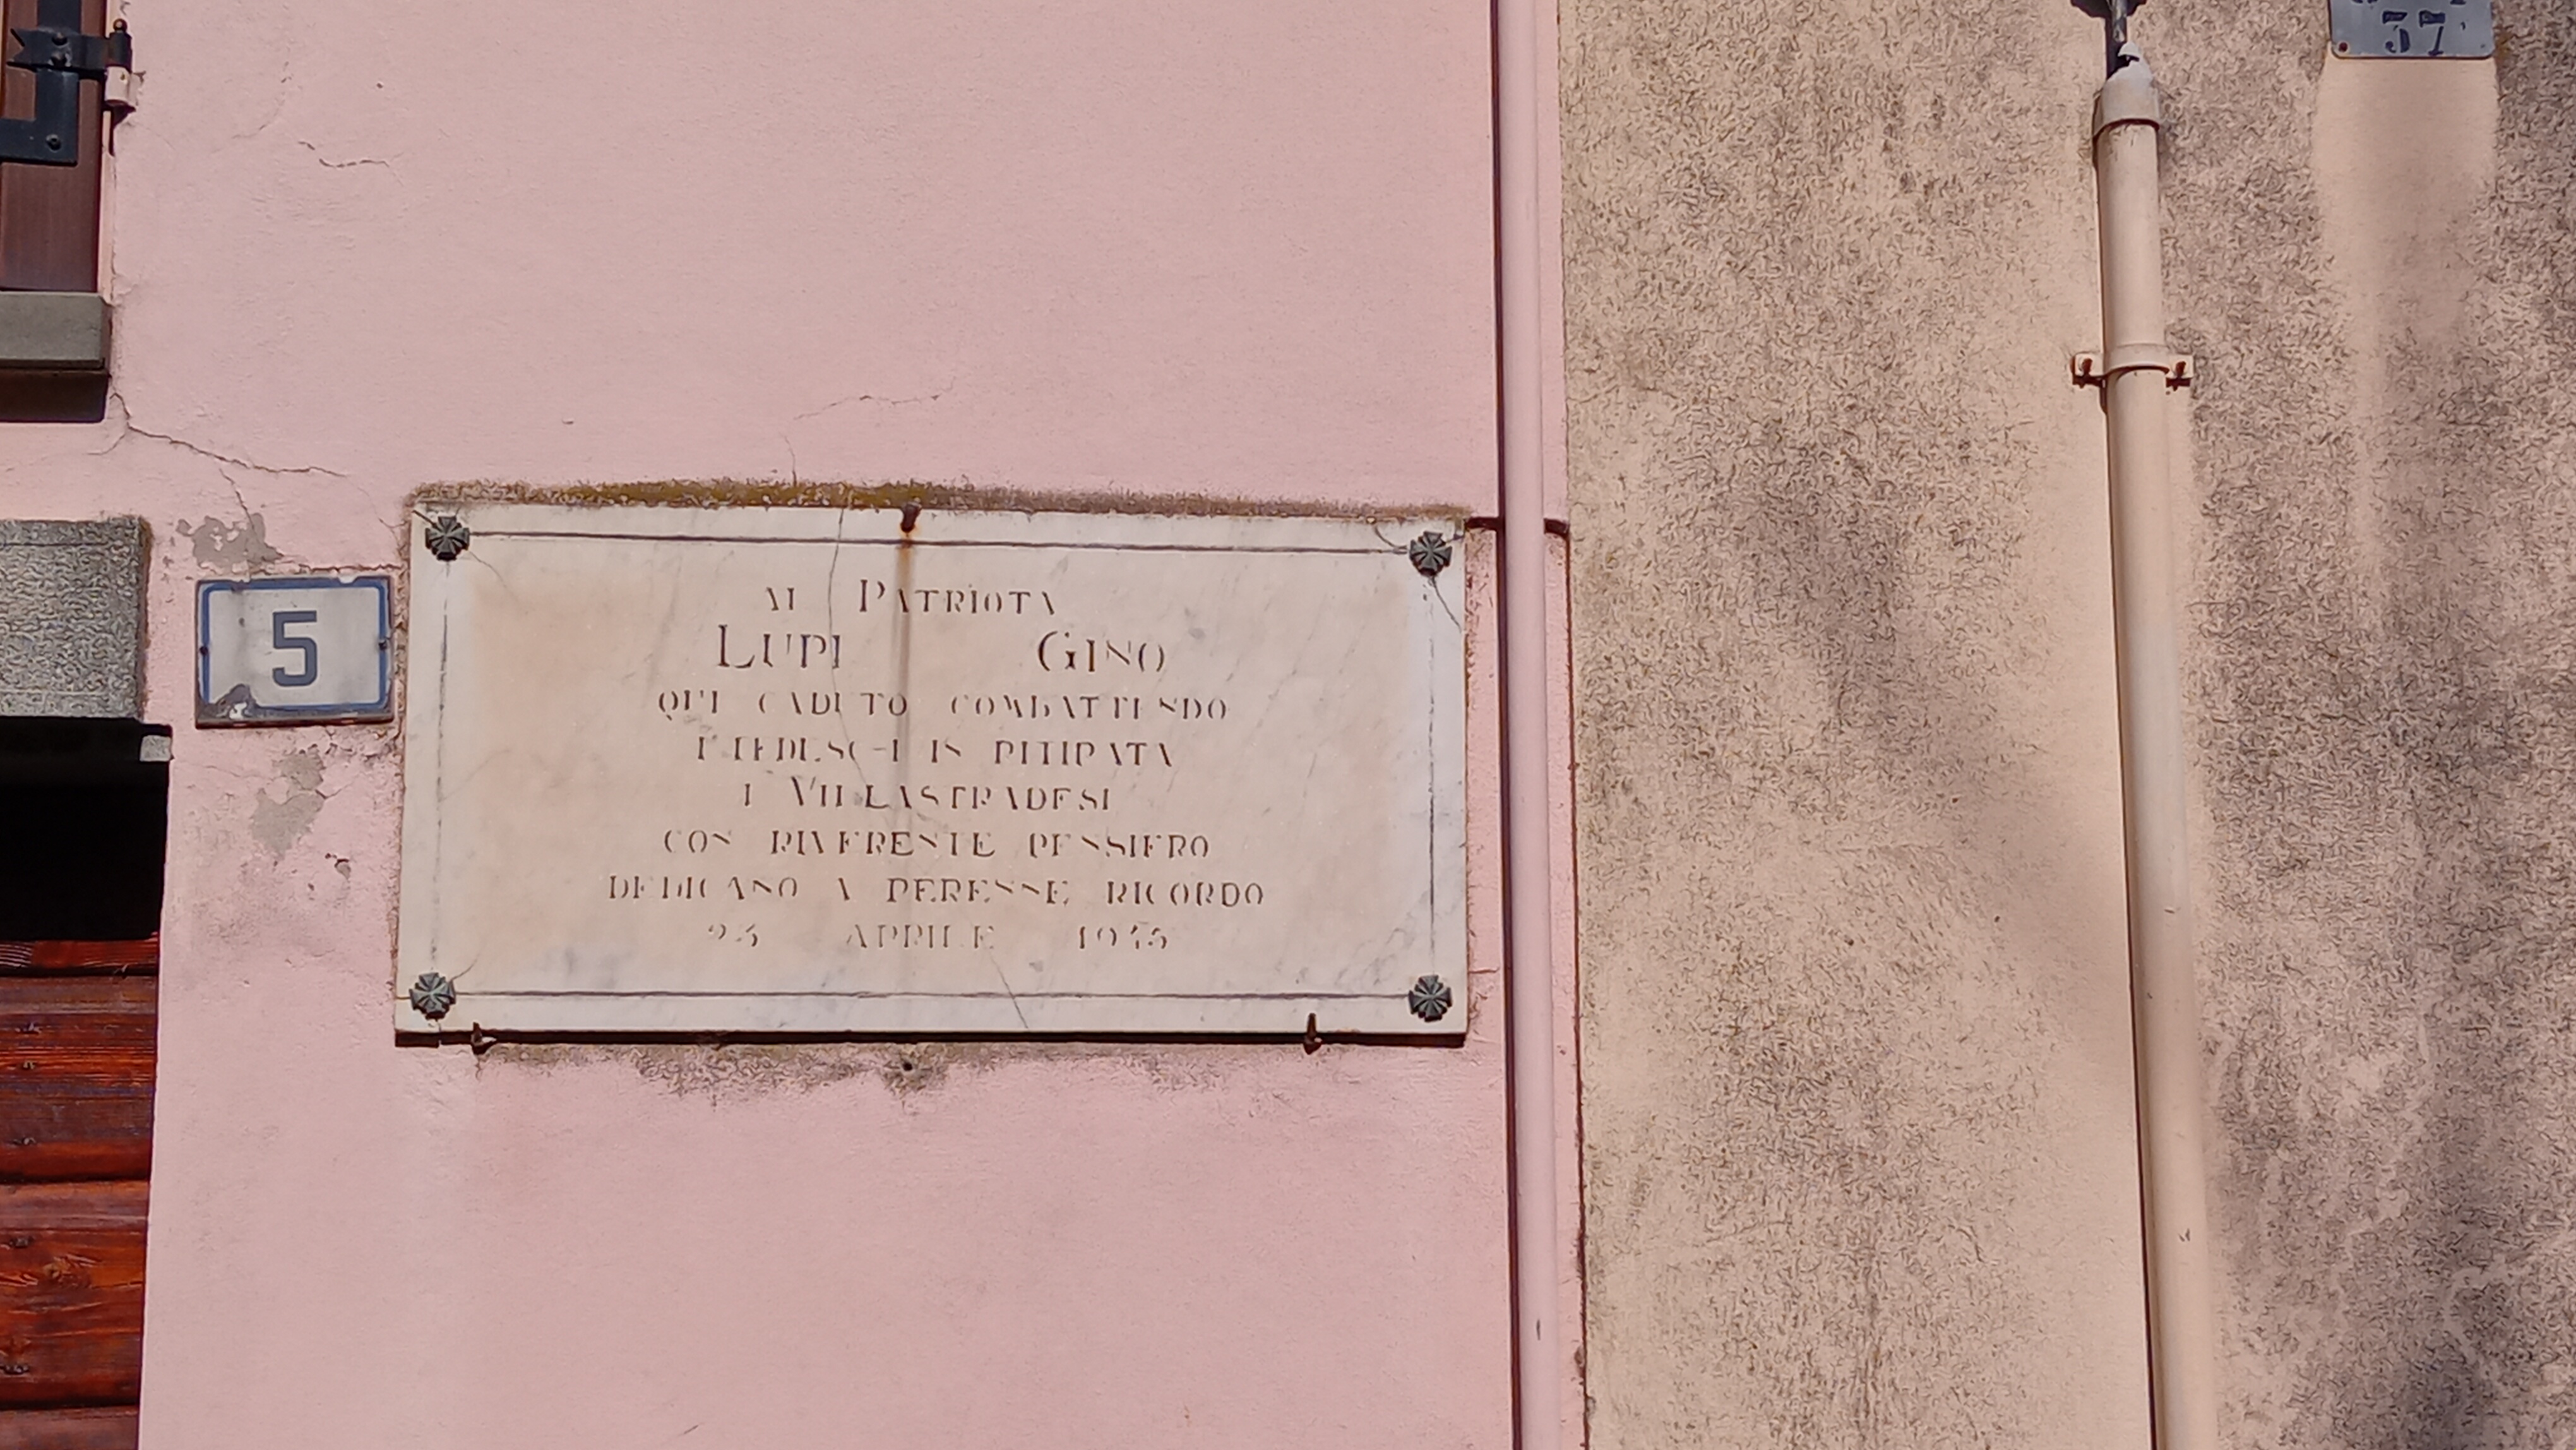 37
5
AL PATRIOTA
LUPI GINO
QUI CADUTO COMBATTENDO
I TEDESCHI IN RITIRATA
I VILLASTRADESI
CON RIVERENTE PENSIERO
DEDICANO A PERENNE RICORDO
APRILE 1945